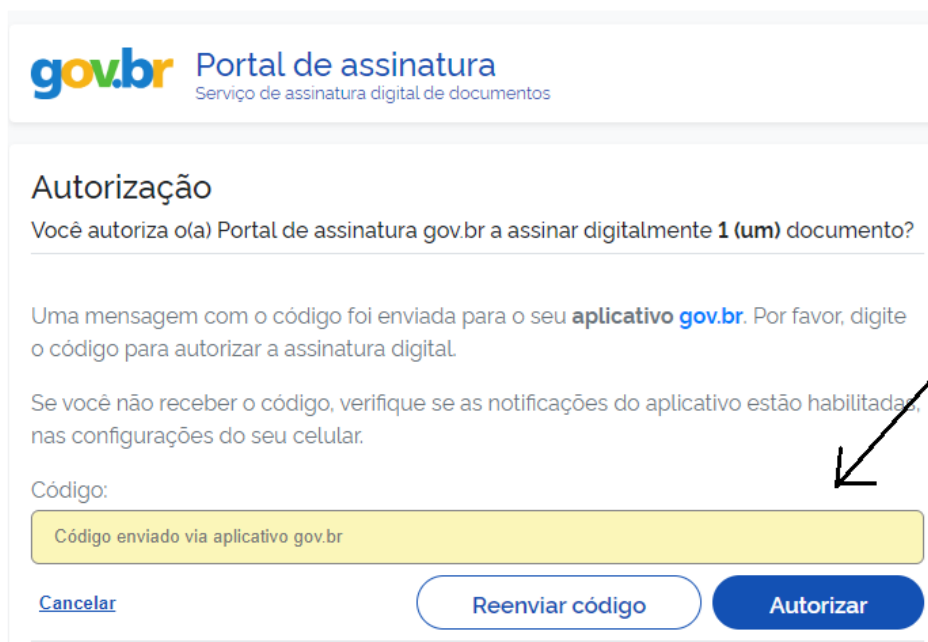 gov.br
Portal de assinatura
Serviço de assinatura digital de documentos
Autorização
Você autoriza o(a) Portal de assinatura gov.br a assinar digitalmente 1 (um) documento?
Uma mensagem com o código foi enviada para o seu aplicativo gov.br. Por favor, digite
o código para autorizar a assinatura digital.
Se você não receber o código, verifique se as notificações do aplicativo estão habilitadas,
nas configurações do seu celular.
Código:
Código enviado via aplicativo gov.br
Cancelar
Reenviar código
Autorizar